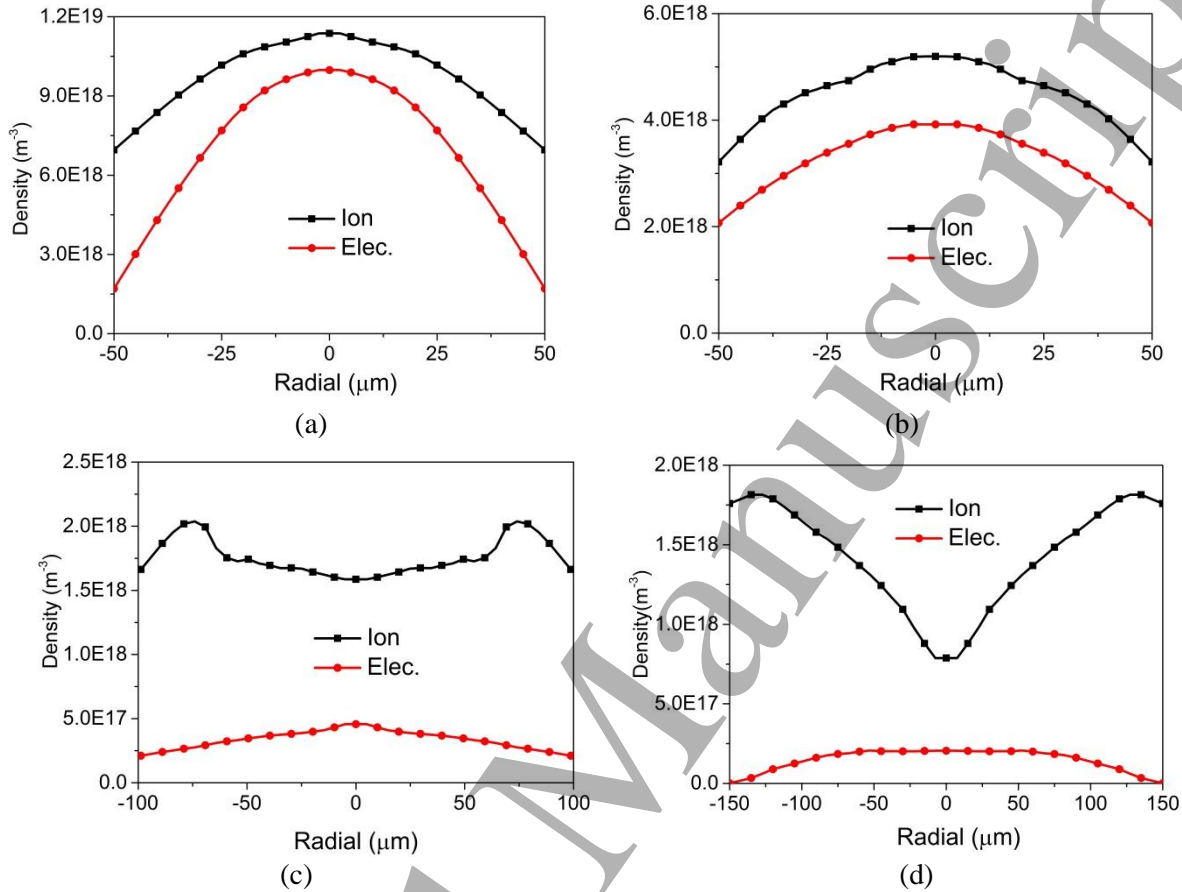 1.2E19
9.0E18
6.0E18
3.0E18
0.0
Density (m⁻³)
Ion
Elec.
-50 -25 0 25 50
Radial (μm)
(a)
6.0E18
4.0E18
2.0E18
0.0
Density (m⁻³)
Ion
Elec.
-50 -25 0 25 50
Radial (μm)
(b)
2.5E18
2.0E18
1.5E18
1.0E18
5.0E17
0.0
Density (m⁻³)
Ion
Elec.
-100 -50 0 50 100
Radial (μm)
(c)
2.0E18
1.5E18
1.0E18
5.0E17
0.0
Density(m⁻³)
Ion
Elec.
-150 -100 -50 0 50 100 150
Radial (μm)
(d)
Manuscrip